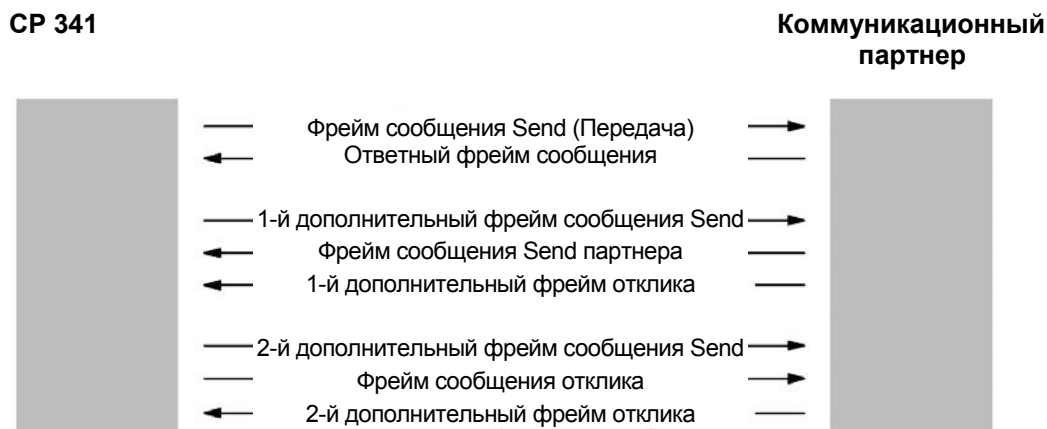 CP 341
Коммуникационный
партнер
Фрейм сообщения Send (Передача)
Ответный фрейм сообщения
1-й дополнительный фрейм сообщения Send
Фрейм сообщения Send партнера
1-й дополнительный фрейм отклика
2-й дополнительный фрейм сообщения Send
Фрейм сообщения отклика
2-й дополнительный фрейм отклика